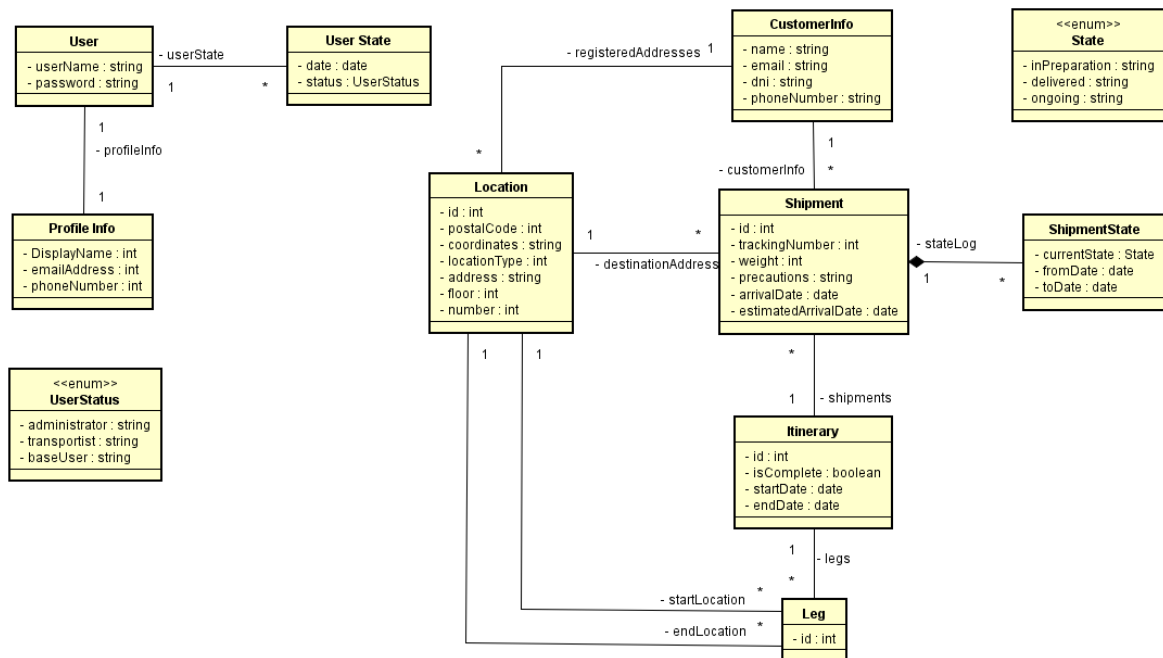 User
- userName : string
- password : string
- userState
1
*
User State
- date : date
- status : UserStatus
1
- profileInfo
1
Profile Info
- DisplayName : int
- emailAddress : int
- phoneNumber : int
<<enum>>
UserStatus
- administrator : string
- transportist : string
- baseUser : string
- registeredAddresses
1
*
CustomerInfo
- name : string
- email : string
- dni : string
- phoneNumber : string
1
- customerInfo
*
<<enum>>
State
- inPreparation : string
- delivered : string
- ongoing : string
Location
- id : int
- postalCode : int
- coordinates : string
- locationType : int
- address : string
- floor : int
- number : int
1
*
- destinationAddress
Shipment
- id : int
- trackingNumber : int
- weight : int
- precautions : string
- arrivalDate : date
- estimatedArrivalDate : date
- stateLog
1
*
ShipmentState
- currentState : State
- fromDate : date
- toDate : date
1
1
*
1
- shipments
Itinerary
- id : int
- isComplete : boolean
- startDate : date
- endDate : date
1
- legs
*
*
- startLocation
*
- endLocation
Leg
- id : int